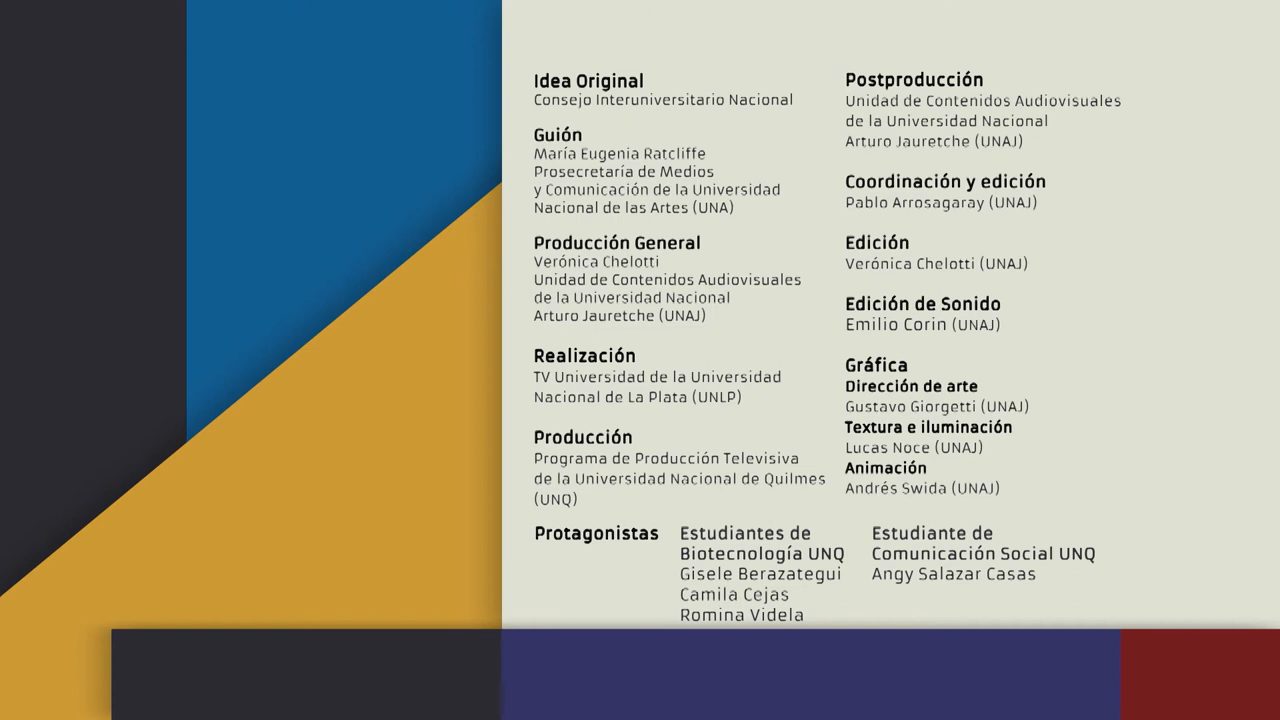 Idea Original
Consejo Interuniversitario Nacional
Guión
María Eugenia Ratcliffe
Prosecretaría de Medios
y Comunicación de la Universidad
Nacional de las Artes (UNA)
Producción General
Verónica Chelotti
Unidad de Contenidos Audiovisuales
de la Universidad Nacional
Arturo Jauretche (UNAJ)
Realización
TV Universidad de la Universidad
Nacional de La Plata (UNLP)
Producción
Programa de Producción Televisiva
de la Universidad Nacional de Quilmes
(UNQ)
Postproducción
Unidad de Contenidos Audiovisuales
de la Universidad Nacional
Arturo Jauretche (UNAJ)
Coordinación y edición
Pablo Arrosagaray (UNAJ)
Edición
Verónica Chelotti (UNAJ)
Edición de Sonido
Emilio Corin (UNAJ)
Gráfica
Dirección de arte
Gustavo Giorgetti (UNAJ)
Textura e iluminación
Lucas Noce (UNAJ)
Animación
Andrés Swida (UNAJ)
Protagonistas
Estudiantes de
Biotecnología UNQ
Gisele Berazategui
Camila Cejas
Romina Videla
Estudiante de
Comunicación Social UNQ
Angy Salazar Casas